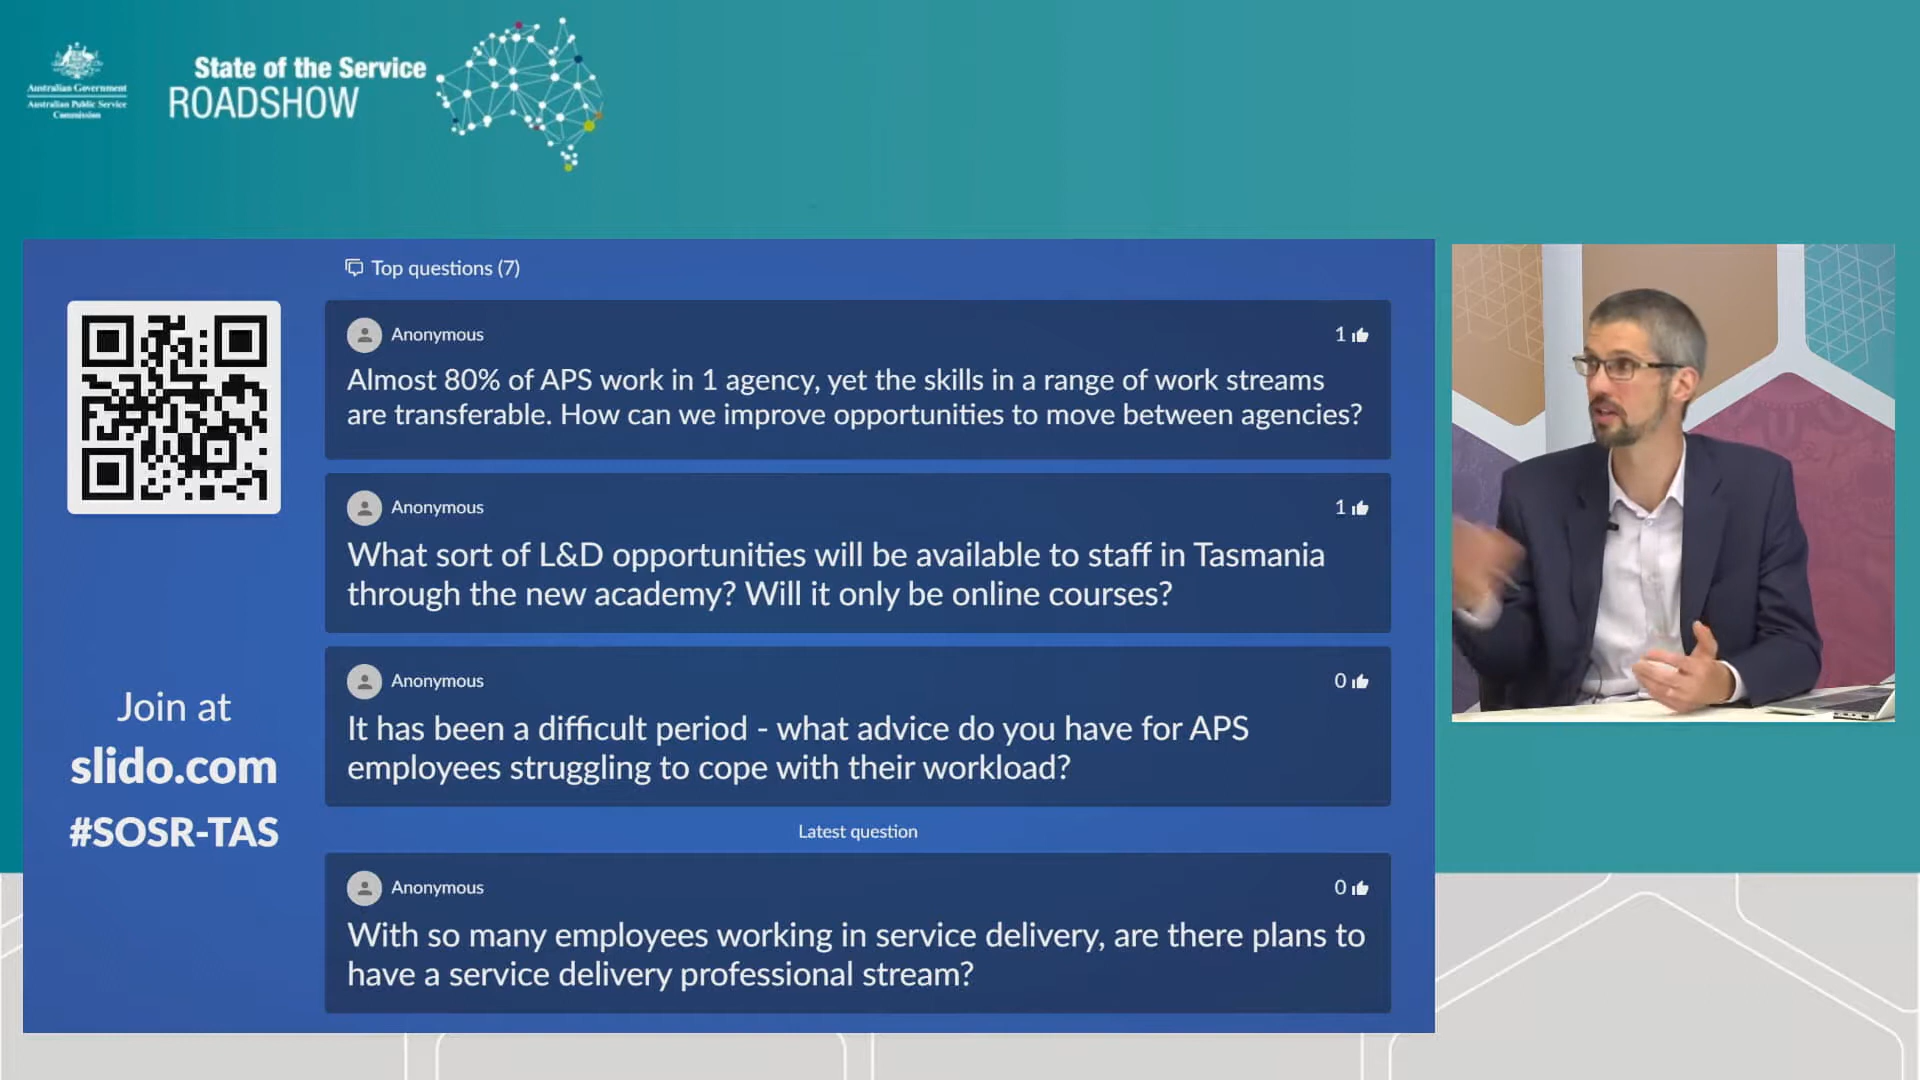 Australian Government
Australian Public Service
Commission
State of the Service
ROADSHOW
Top questions (7)
Anonymous
1
Almost 80% of APS work in 1 agency, yet the skills in a range of work streams
are transferable. How can we improve opportunities to move between agencies?
Anonymous
1
What sort of L&D opportunities will be available to staff in Tasmania
through the new academy? Will it only be online courses?
Anonymous
0
It has been a difficult period - what advice do you have for APS
employees struggling to cope with their workload?
Latest question
Anonymous
0
With so many employees working in service delivery, are there plans to
have a service delivery professional stream?
Join at
slido.com
#SOSR-TAS